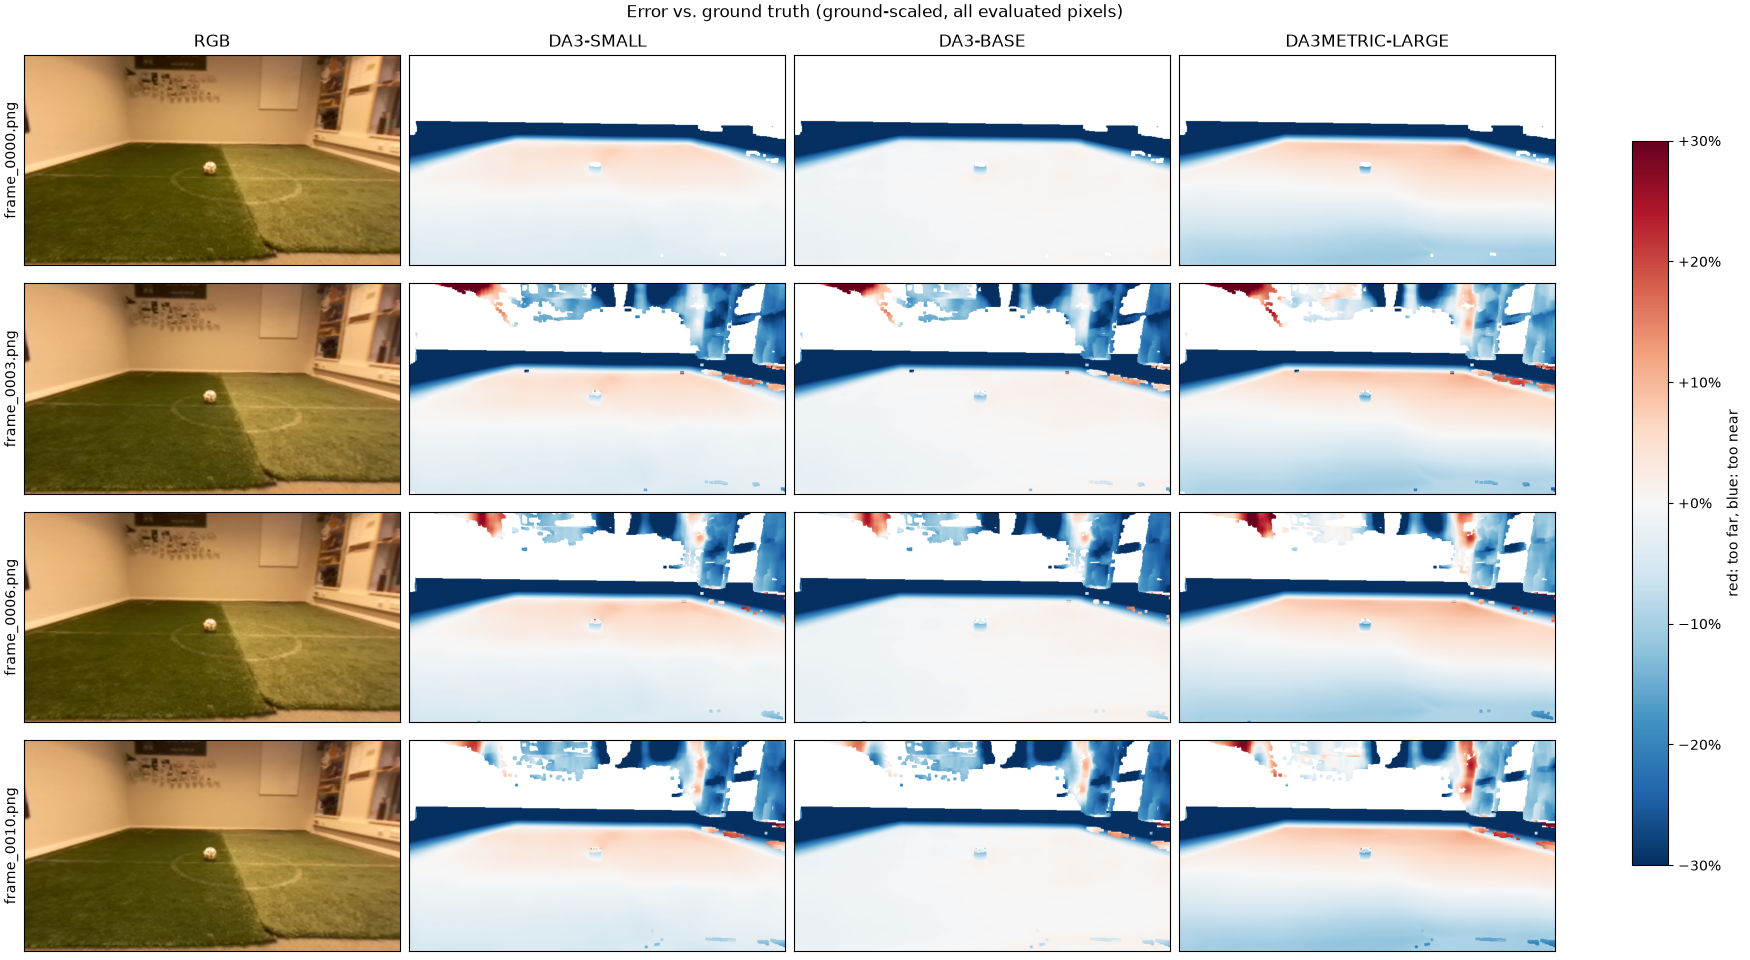 Error vs. ground truth (ground-scaled, all evaluated pixels)
RGB
DA3-SMALL
DA3-BASE
DA3METRIC-LARGE
frame_0000.png
frame_0003.png
frame_0006.png
frame_0010.png
+30%
+20%
+10%
+0%
−10%
−20%
−30%
red: too far, blue: too near